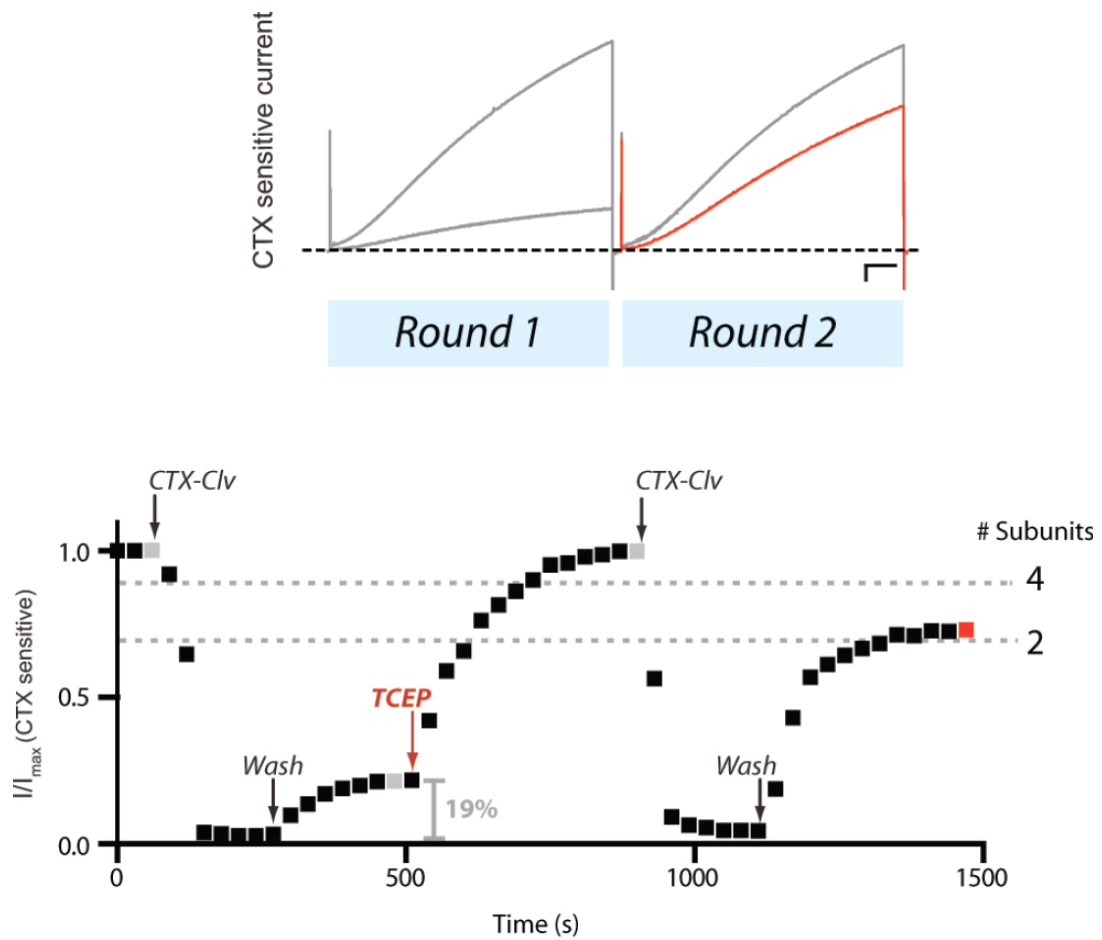 CTX sensitive current
Round 1
Round 2
CTX-Clv
CTX-Clv
# Subunits
1.0
4
2
0.5
TCEP
Wash
Wash
19%
0.0
I/Imax (CTX sensitive)
0
500
1000
1500
Time (s)